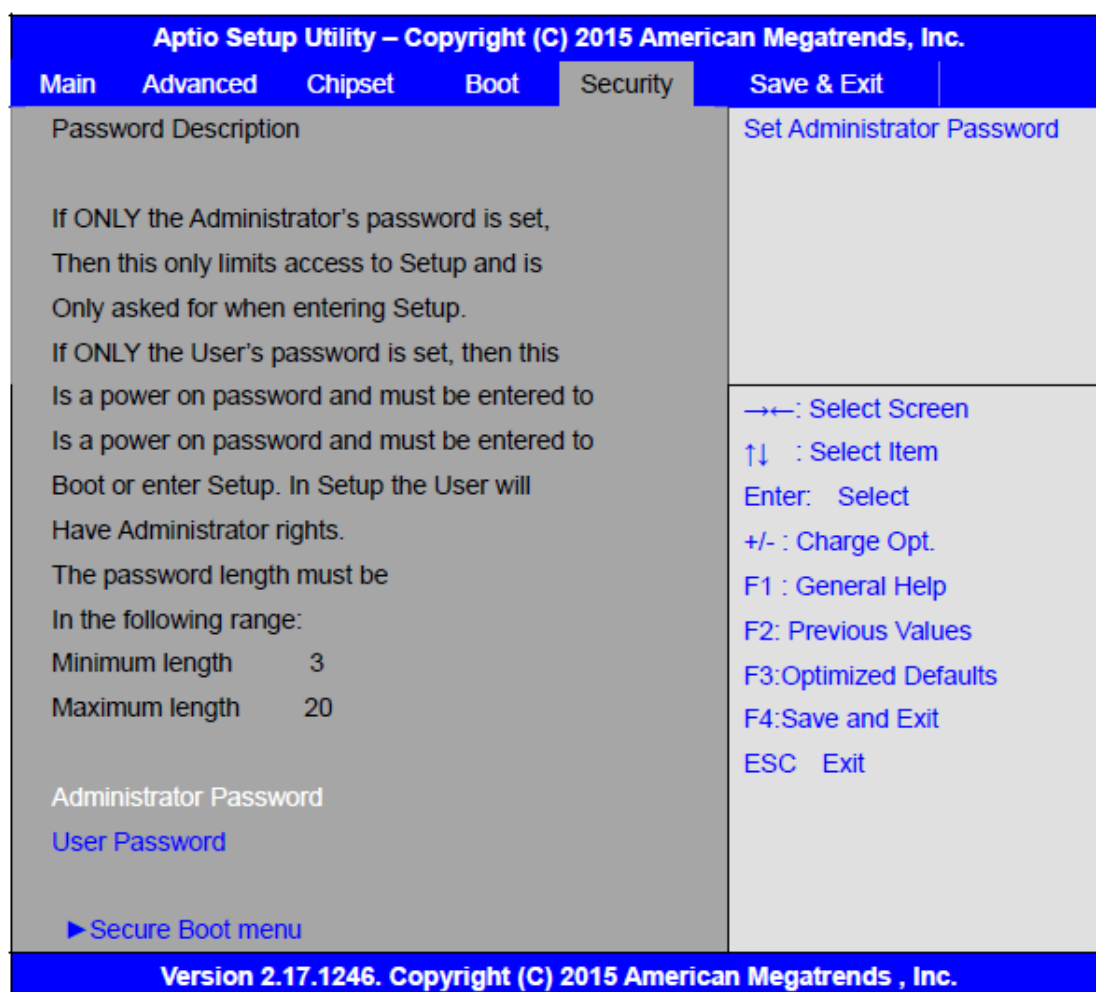 Aptio Setup Utility – Copyright (C) 2015 American Megatrends, Inc.
Main Advanced Chipset Boot Security Save & Exit
Password Description
If ONLY the Administrator’s password is set,
Then this only limits access to Setup and is
Only asked for when entering Setup.
If ONLY the User’s password is set, then this
Is a power on password and must be entered to
Is a power on password and must be entered to
Boot or enter Setup. In Setup the User will
Have Administrator rights.
The password length must be
In the following range:
Minimum length 3
Maximum length 20
Administrator Password
User Password
►Secure Boot menu
Set Administrator Password
→←: Select Screen
↑↓ : Select Item
Enter: Select
+/- : Charge Opt.
F1 : General Help
F2: Previous Values
F3:Optimized Defaults
F4:Save and Exit
ESC Exit
Version 2.17.1246. Copyright (C) 2015 American Megatrends , Inc.